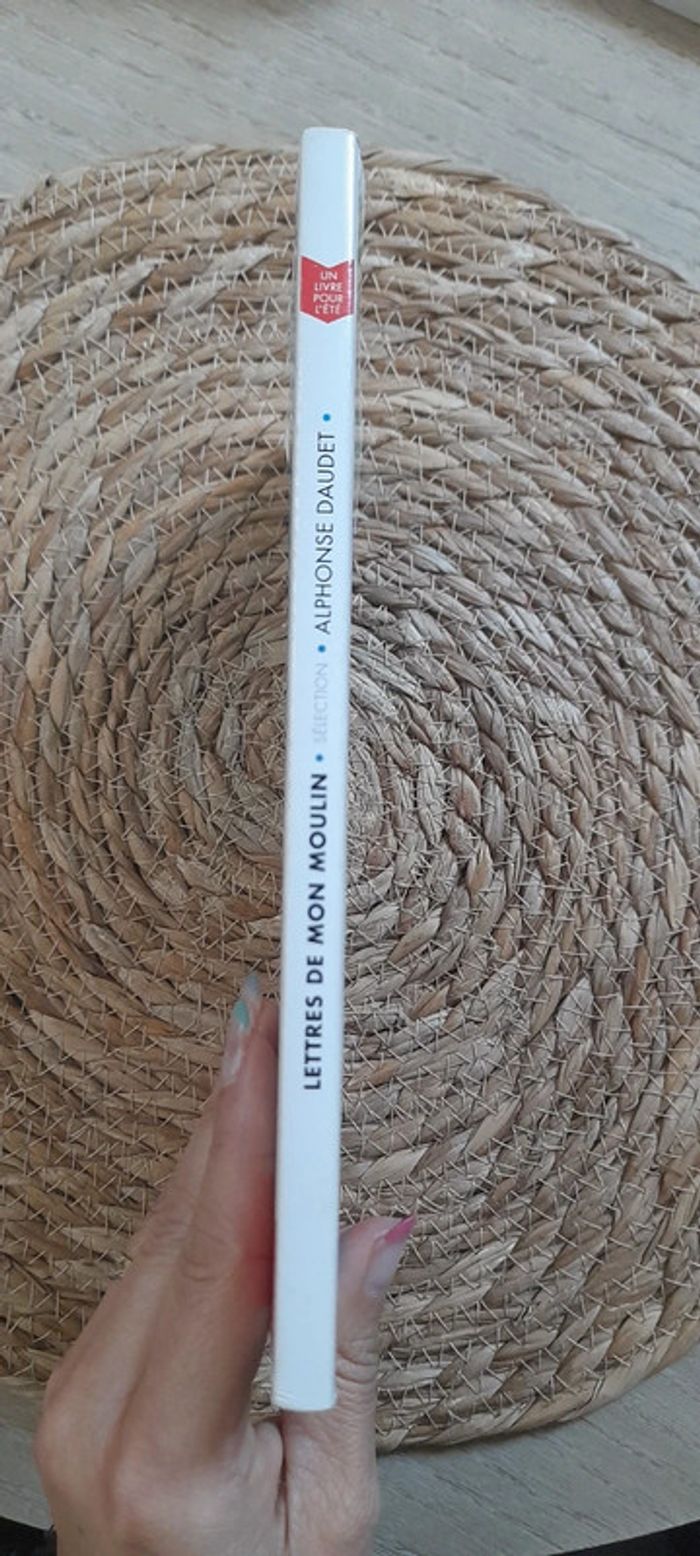 UN
LIVRE
POUR
L'ÉTÉ
LETTRES DE MON MOULIN • SÉLECTION • ALPHONSE DAUDET •